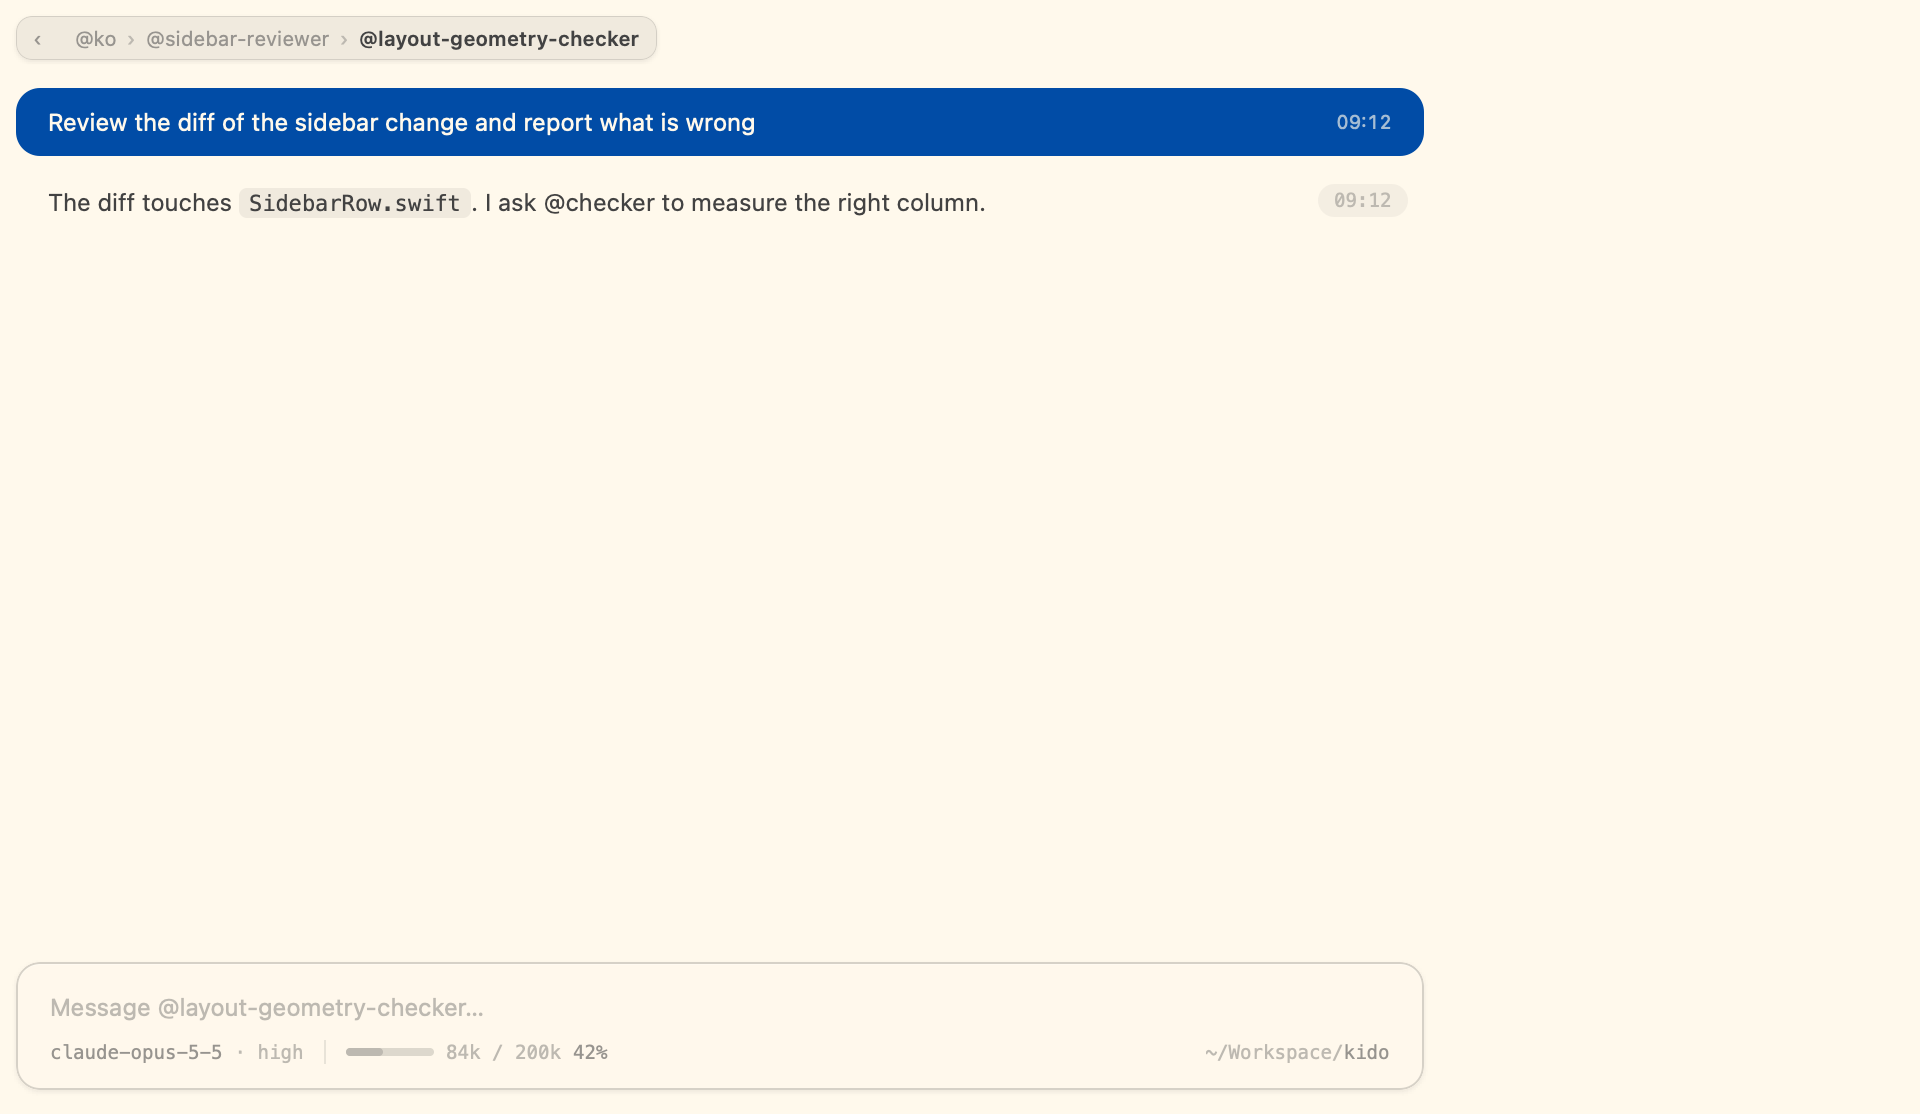 ‹ @ko › @sidebar-reviewer › @layout-geometry-checker
Review the diff of the sidebar change and report what is wrong 09:12
The diff touches SidebarRow.swift. I ask @checker to measure the right column. 09:12
Message @layout-geometry-checker...
claude-opus-5-5 · high 84k / 200k 42% ~/Workspace/kido